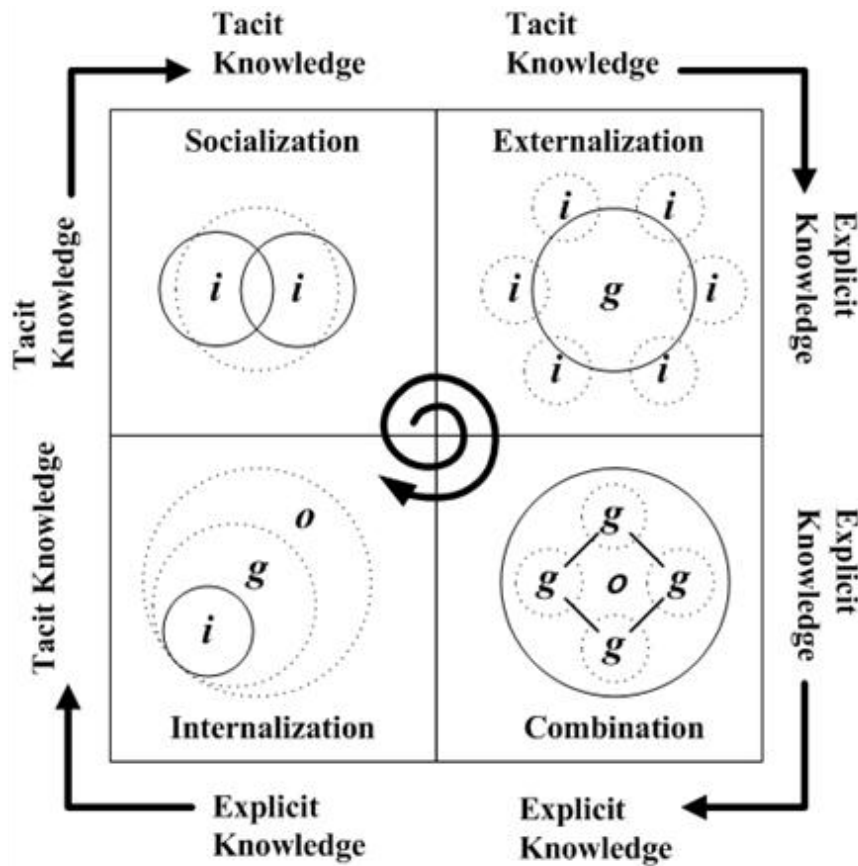 Tacit
Knowledge
Tacit
Knowledge
Socialization
Externalization
i
i
i
i
i
g
i
i
i
Tacit
Knowledge
Explicit
Knowledge
o
g
i
g
g
o
g
g
Tacit Knowledge
Explicit
Knowledge
Internalization
Combination
Explicit
Knowledge
Explicit
Knowledge